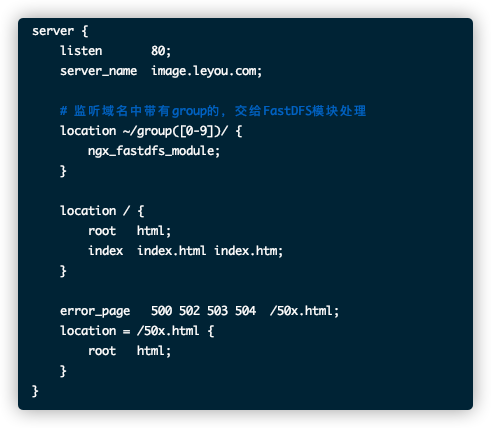 server {
    listen       80;
    server_name  image.leyou.com;

    # 监听域名中带有group的，交给FastDFS模块处理
    location ~/group([0-9])/ {
        ngx_fastdfs_module;
    }

    location / {
        root   html;
        index  index.html index.htm;
    }

    error_page   500 502 503 504  /50x.html;
    location = /50x.html {
        root   html;
    }
}